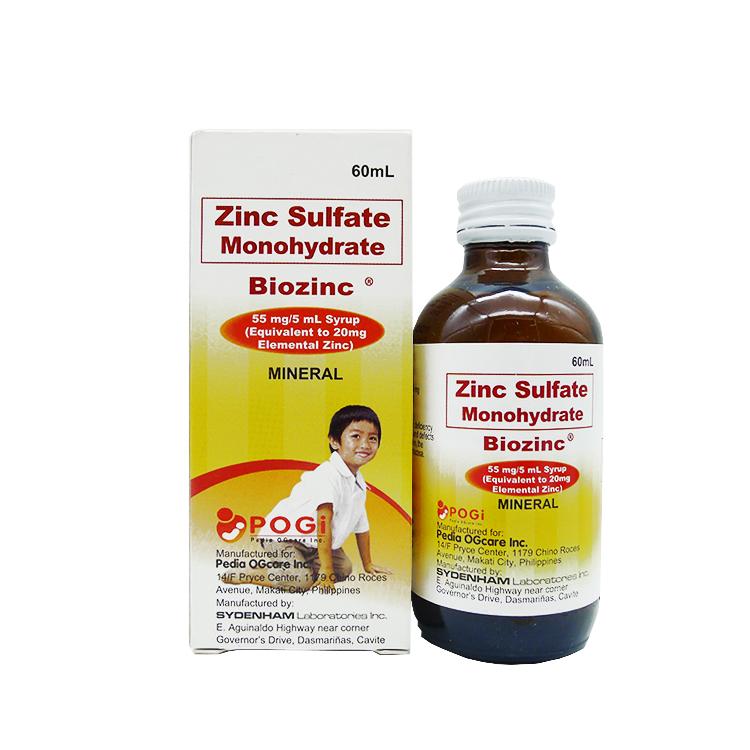 60mL
Zinc Sulfate
Monohydrate
Biozinc ®
55 mg/5 mL Syrup
(Equivalent to 20mg
Elemental Zinc)
MINERAL
POGi
Pedia OGcare Inc.
Manufactured for:
Pedia OGcare Inc.
14/F Pryce Center, 1179 Chino Roces
Avenue, Makati City, Philippines
Manufactured by:
SYDENHAM Laboratories Inc.
E. Aguinaldo Highway near corner
Governor's Drive, Dasmariñas, Cavite
60mL
Zinc Sulfate
Monohydrate
Biozinc ®
55 mg/5 mL Syrup
(Equivalent to 20mg
Elemental Zinc)
MINERAL
POGi
Pedia OGcare Inc.
Manufactured for:
Pedia OGcare Inc.
14/F Pryce Center, 1179 Chino Roces
Avenue, Makati City, Philippines
Manufactured by:
SYDENHAM Laboratories Inc.
E. Aguinaldo Highway near corner
Governor's Drive, Dasmariñas, Cavite